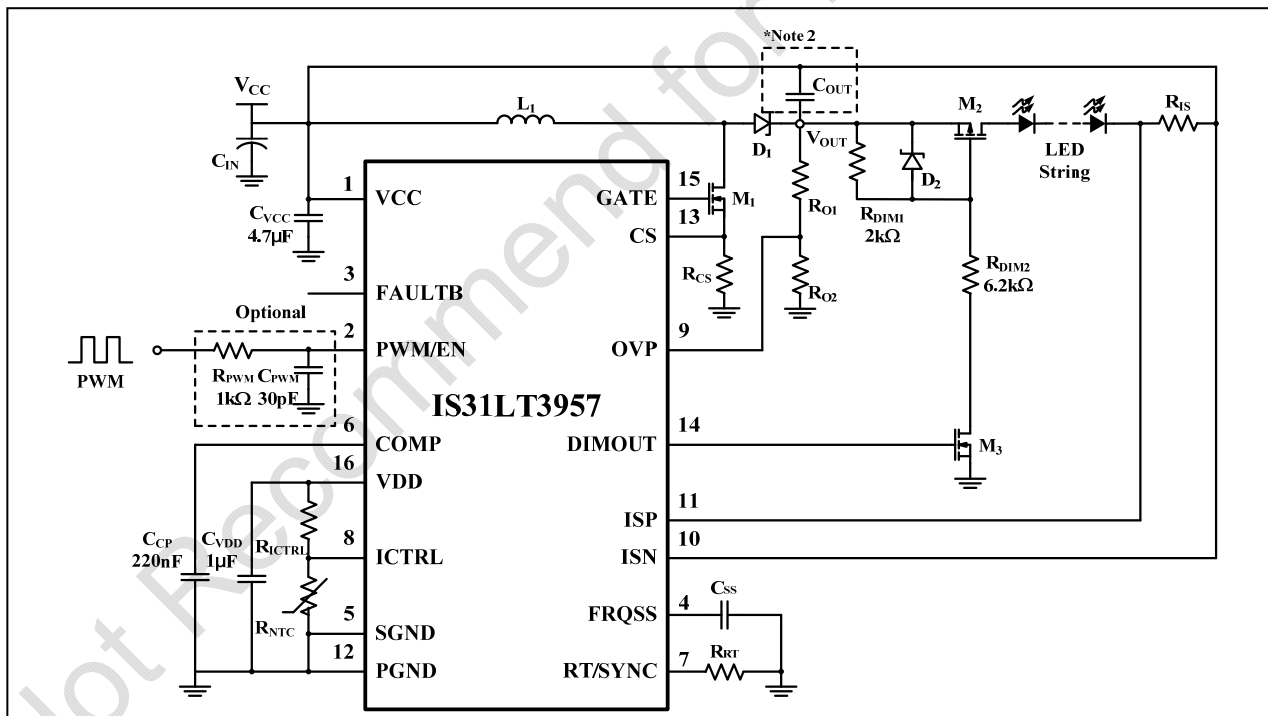 Not Recommend for
*Note 2
VCC
CIN
L1
COUT
D1
VOUT
M2
LED
String
RIS
D2
1
VCC
CVCC
4.7µF
GATE
15
M1
13
CS
RCS
RO1
RO2
RDIM1
2kΩ
RDIM2
6.2kΩ
3
FAULTB
Optional
2
PWM/EN
PWM
RPWM CPWM
1kΩ 30pF
OVP
9
IS31LT3957
6
COMP
DIMOUT
14
M3
16
VDD
CCP
220nF
CVDD
1µF
RICTRL
8
ICTRL
RNTC
ISP
11
ISN
10
5
SGND
12
PGND
FRQSS
4
CSS
RT/SYNC
7
RRT